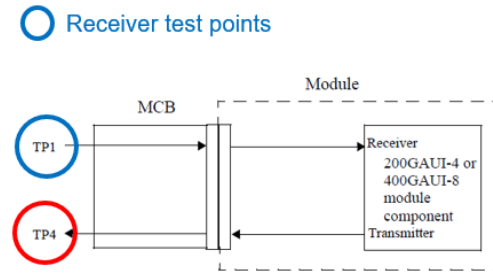 Receiver test points
Module
MCB
TP1
Receiver
200GAUI-4 or
400GAUI-8
module
component
TP4
Transmitter